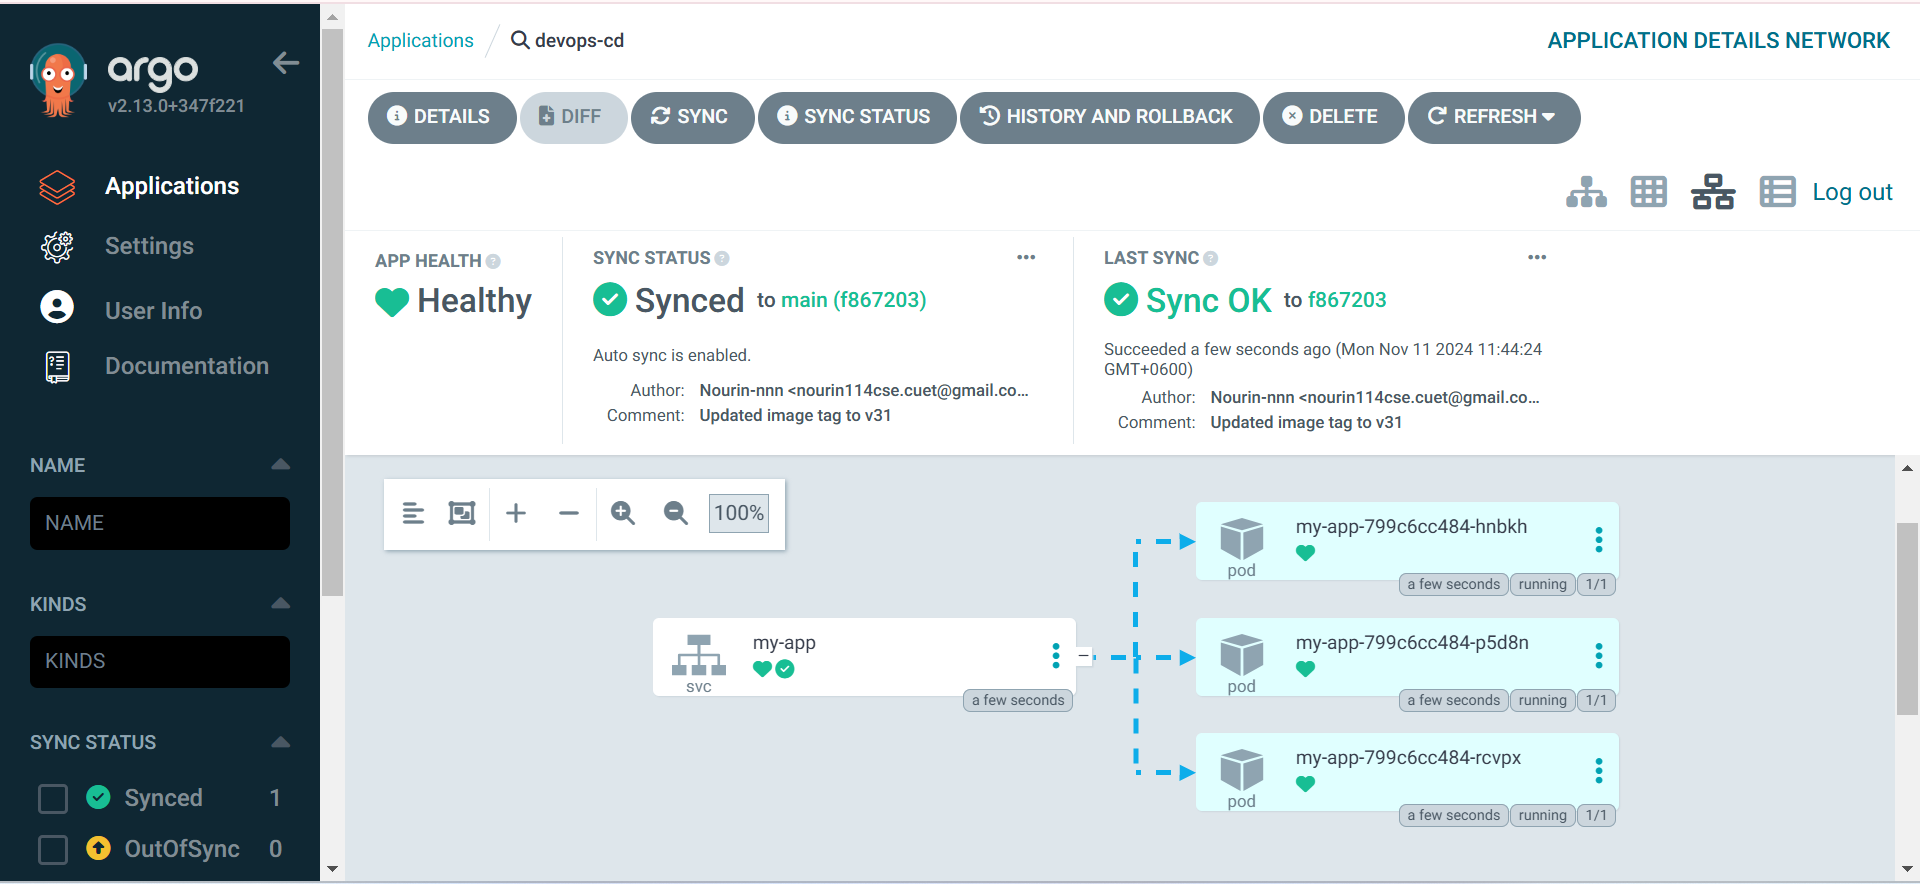 argo
v2.13.0+347f221
Applications
Settings
User Info
Documentation
NAME
NAME
KINDS
KINDS
SYNC STATUS
Synced 1
OutOfSync 0
Applications / devops-cd
APPLICATION DETAILS NETWORK
DETAILS DIFF SYNC SYNC STATUS HISTORY AND ROLLBACK DELETE REFRESH
Log out
APP HEALTH
Healthy
SYNC STATUS
Synced to main (f867203)
Auto sync is enabled.
Author: Nourin-nnn <nourin114cse.cuet@gmail.co...
Comment: Updated image tag to v31
LAST SYNC
Sync OK to f867203
Succeeded a few seconds ago (Mon Nov 11 2024 11:44:24
GMT+0600)
Author: Nourin-nnn <nourin114cse.cuet@gmail.co...
Comment: Updated image tag to v31
100%
my-app
svc
a few seconds
my-app-799c6cc484-hnbkh
pod
a few seconds running 1/1
my-app-799c6cc484-p5d8n
pod
a few seconds running 1/1
my-app-799c6cc484-rcvpx
pod
a few seconds running 1/1